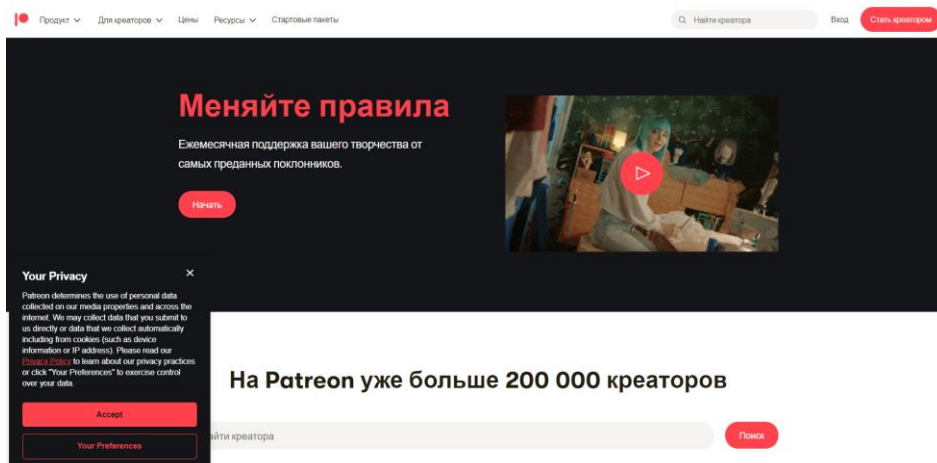 Продукт
Для креаторов
Цены
Ресурсы
Стартовые пакеты
Найти креатора
Вход
Стать креатором
Меняйте правила
Ежемесячная поддержка вашего творчества от
самых преданных поклонников.
Начать
Your Privacy
Patreon determines the use of personal data
collected on our media properties and across the
internet. We may collect data that you submit to
us directly or data that we collect automatically
including from cookies (such as device
information or IP address). Please read our
Privacy Policy to learn about our privacy practices
or click "Your Preferences" to exercise control
over your data.
Accept
Your Preferences
На Patreon уже больше 200 000 креаторов
йти креатора
Поиск